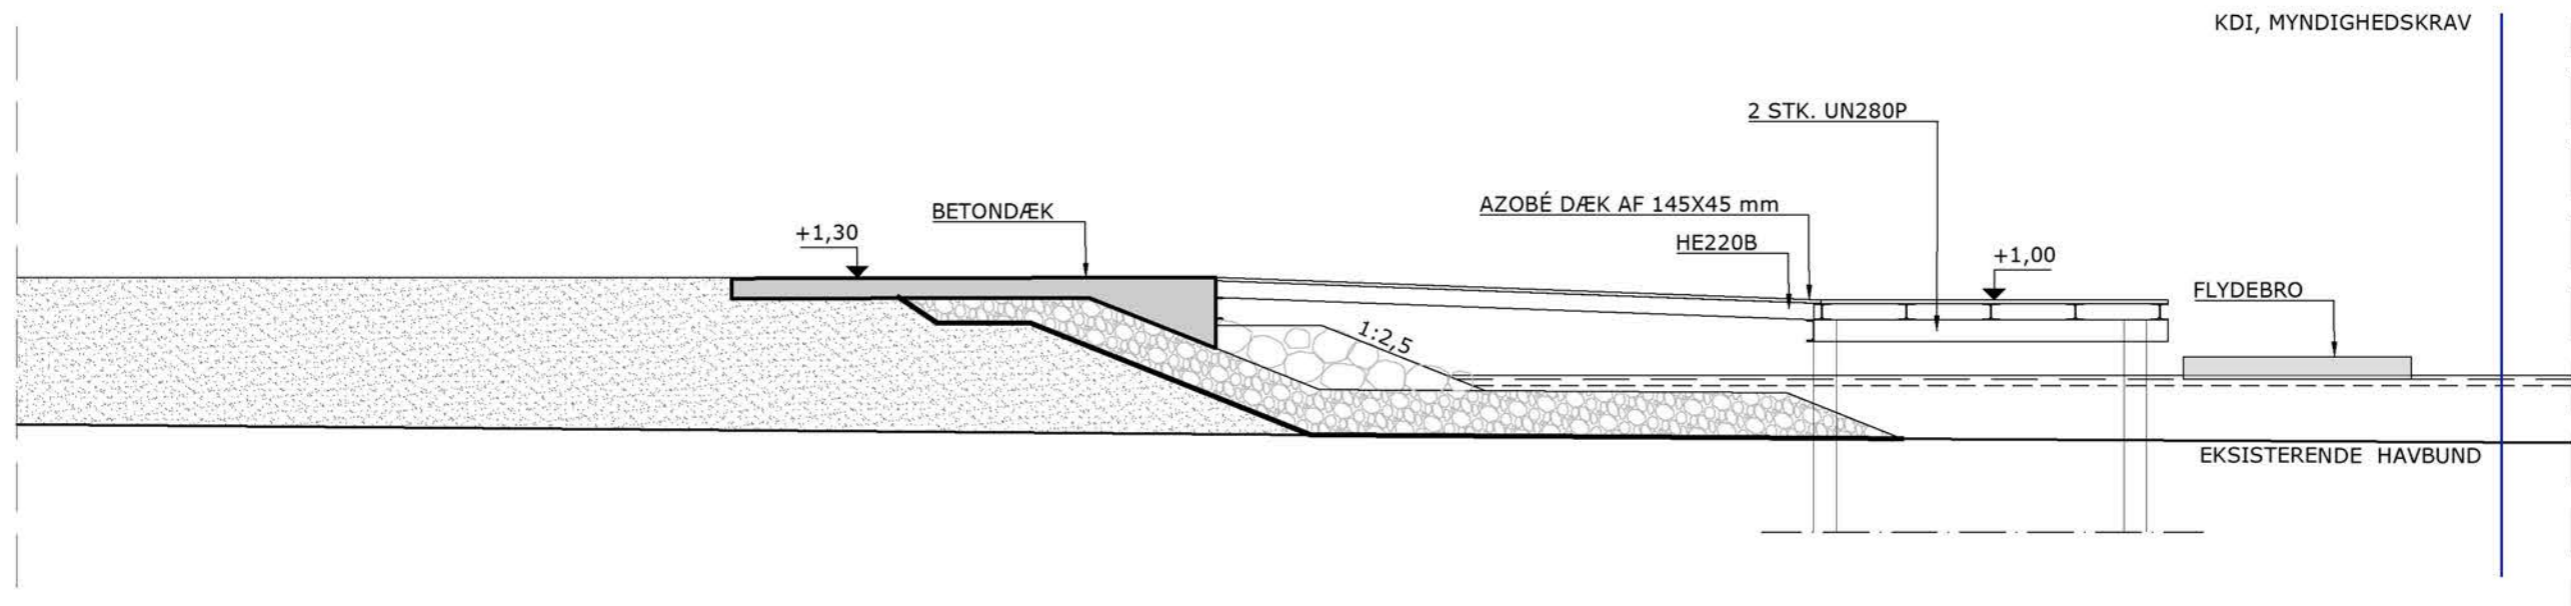 KDI, MYNDIGHEDSKRAV
2 STK. UN280P
AZOBÉ DÆK AF 145X45 mm
BETONDÆK
+1,30
HE220B
+1,00
FLYDEBRO
1:2,5
EKSISTERENDE HAVBUND